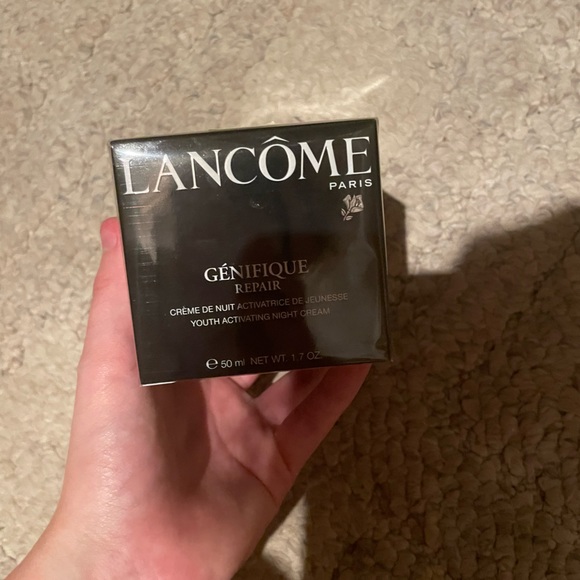 LANCÔME
PARIS
GÉNIFIQUE
REPAIR
CRÈME DE NUIT ACTIVATRICE DE JEUNESSE
YOUTH ACTIVATING NIGHT CREAM
℮ 50 ml NET WT. 1.7 OZ.